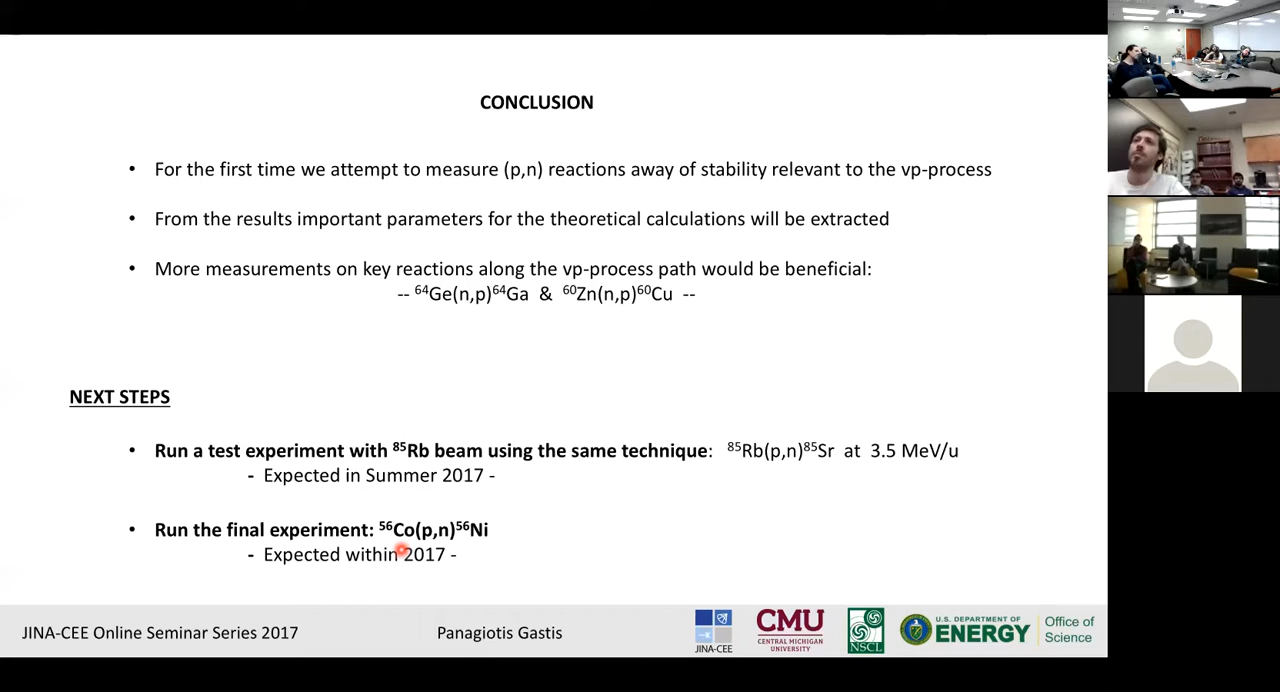 CONCLUSION
• For the first time we attempt to measure (p,n) reactions away of stability relevant to the νp-process
• From the results important parameters for the theoretical calculations will be extracted
• More measurements on key reactions along the νp-process path would be beneficial:
-- ⁶⁴Ge(n,p)⁶⁴Ga & ⁶⁰Zn(n,p)⁶⁰Cu --
NEXT STEPS
• Run a test experiment with ⁸⁵Rb beam using the same technique: ⁸⁵Rb(p,n)⁸⁵Sr at 3.5 MeV/u
- Expected in Summer 2017 -
• Run the final experiment: ⁵⁶Co(p,n)⁵⁶Ni
- Expected within 2017 -
JINA-CEE Online Seminar Series 2017
Panagiotis Gastis
JINA-CEE
CMU
CENTRAL MICHIGAN
UNIVERSITY
NSCL
U.S. DEPARTMENT OF
ENERGY
Office of
Science